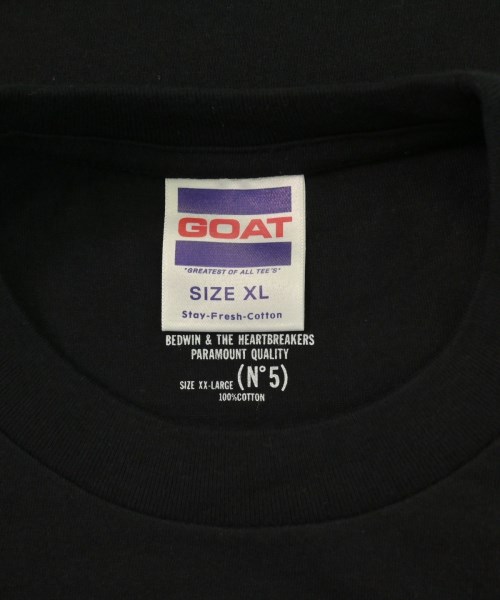 GOAT
"GREATEST OF ALL TEE'S"
SIZE XL
Stay-Fresh-Cotton
BEDWIN & THE HEARTBREAKERS
PARAMOUNT QUALITY
SIZE XX-LARGE (N°5)
100%COTTON